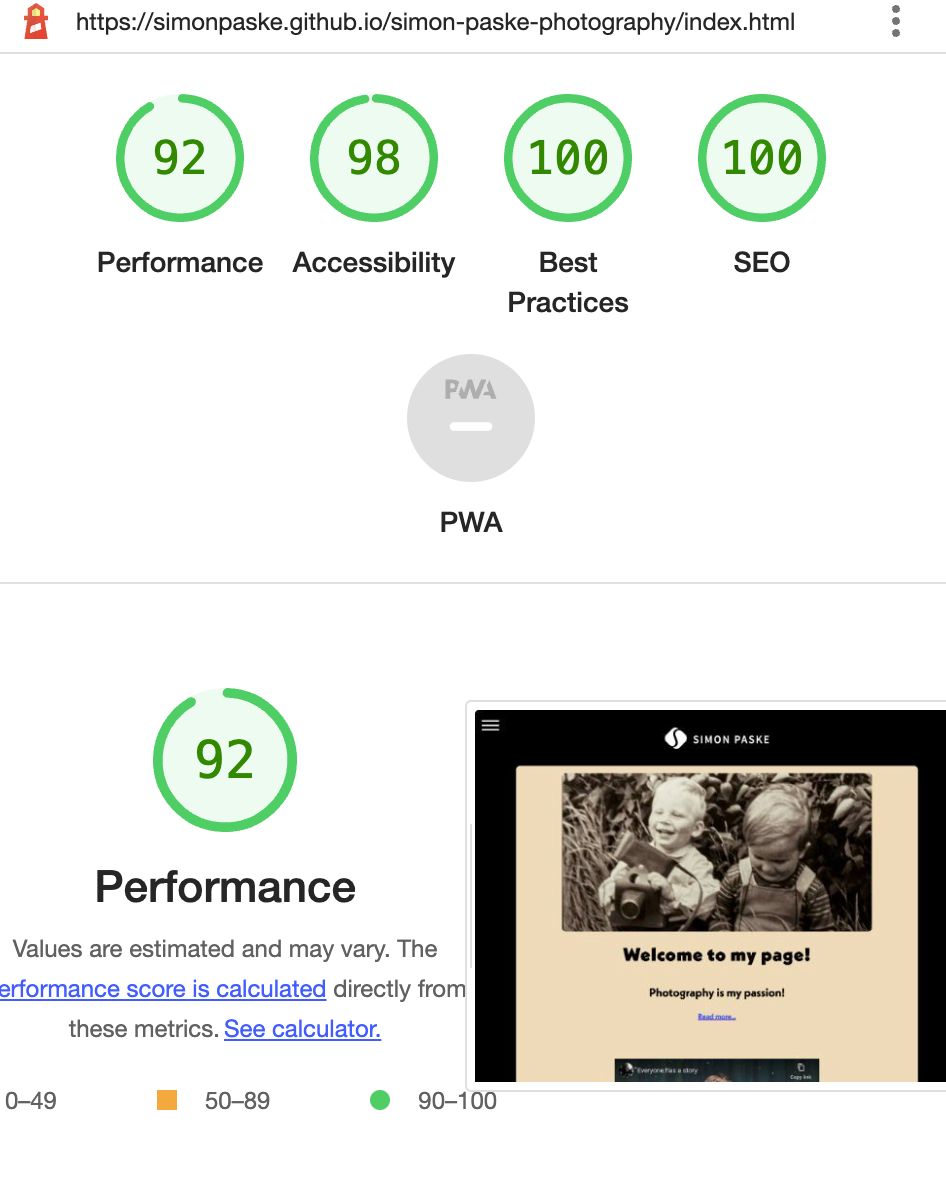 https://simonpaske.github.io/simon-paske-photography/index.html
92
98
100
100
Performance
Accessibility
Best
Practices
SEO
PWA
PWA
92
Performance
Values are estimated and may vary. The
erformance score is calculated directly from
these metrics. See calculator.
0–49
50–89
90–100
SIMON PASKE
Welcome to my page!
Photography is my passion!
Read more...
Everyone has a story
Copy link